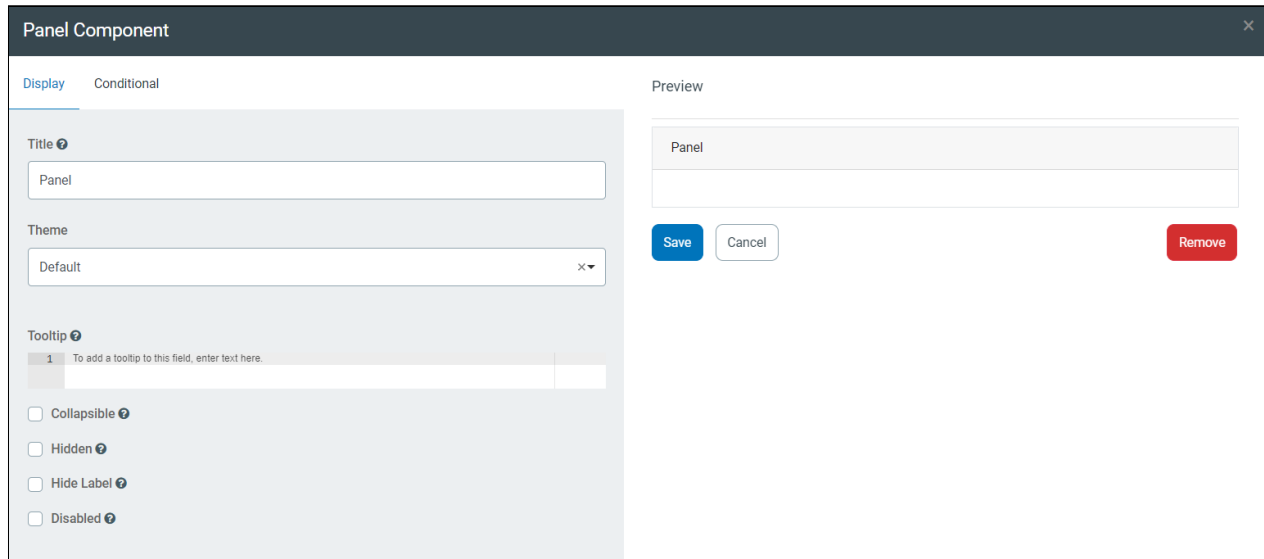 Panel Component
Display Conditional
Title
Panel
Theme
Default
Tooltip
1 To add a tooltip to this field, enter text here.
Collapsible
Hidden
Hide Label
Disabled
Preview
Panel
Save Cancel Remove